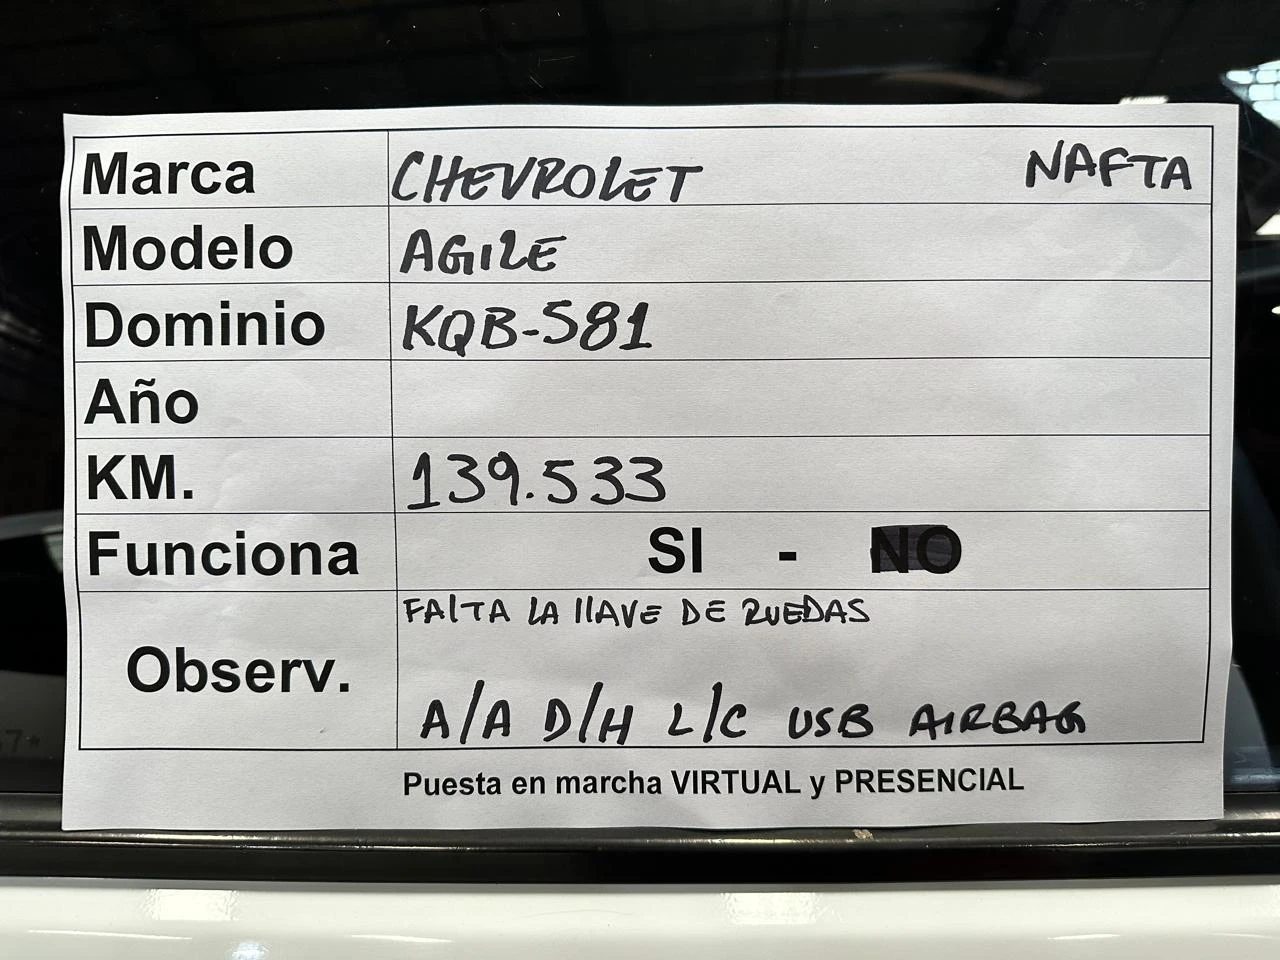 Marca CHEVROLET NAFTA
Modelo AGILE
Dominio KQB-581
Año
KM. 139.533
Funciona SI - NO
Observ. FALTA LA LLAVE DE RUEDAS
A/A D/H L/C USB AIRBAG
Puesta en marcha VIRTUAL y PRESENCIAL